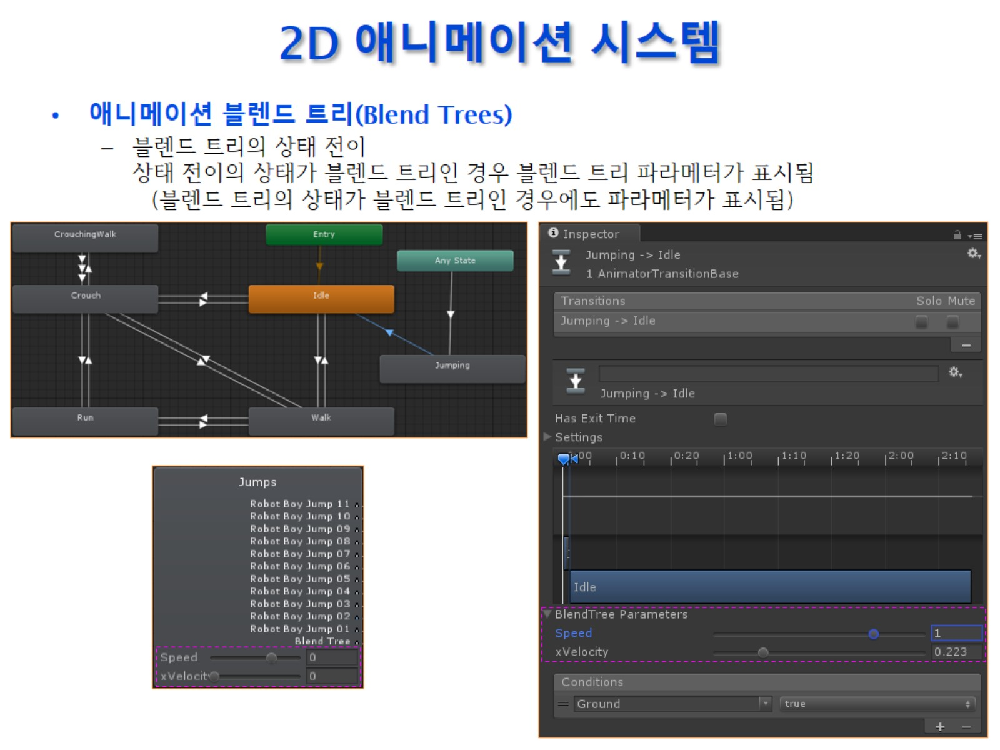 2D 애니메이션 시스템
• 애니메이션 블렌드 트리(Blend Trees)
– 블렌드 트리의 상태 전이
상태 전이의 상태가 블렌드 트리인 경우 블렌드 트리 파라메터가 표시됨
(블렌드 트리의 상태가 블렌드 트리인 경우에도 파라메터가 표시됨)
CrouchingWalk
Entry
Any State
Crouch
Idle
Jumping
Run
Walk
Jumps
Robot Boy Jump 11
Robot Boy Jump 10
Robot Boy Jump 09
Robot Boy Jump 08
Robot Boy Jump 07
Robot Boy Jump 06
Robot Boy Jump 05
Robot Boy Jump 04
Robot Boy Jump 03
Robot Boy Jump 02
Robot Boy Jump 01
Blend Tree
Speed 0
xVelocit 0
Inspector
Jumping -> Idle
1 AnimatorTransitionBase
Transitions Solo Mute
Jumping -> Idle
Jumping -> Idle
Has Exit Time
Settings
:00 0:10 0:20 1:00 1:10 1:20 2:00 2:10
Idle
BlendTree Parameters
Speed 1
xVelocity 0.223
Conditions
Ground true